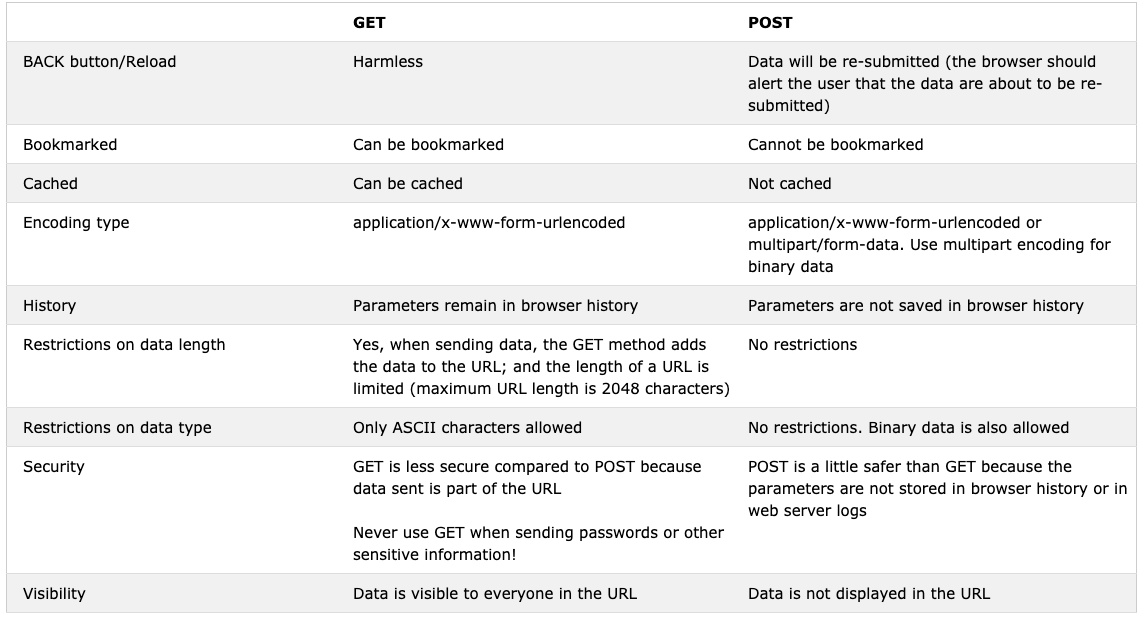 GET POST
BACK button/Reload Harmless Data will be re-submitted (the browser should
alert the user that the data are about to be re-
submitted)
Bookmarked Can be bookmarked Cannot be bookmarked
Cached Can be cached Not cached
Encoding type application/x-www-form-urlencoded application/x-www-form-urlencoded or
multipart/form-data. Use multipart encoding for
binary data
History Parameters remain in browser history Parameters are not saved in browser history
Restrictions on data length Yes, when sending data, the GET method adds No restrictions
the data to the URL; and the length of a URL is
limited (maximum URL length is 2048 characters)
Restrictions on data type Only ASCII characters allowed No restrictions. Binary data is also allowed
Security GET is less secure compared to POST because POST is a little safer than GET because the
data sent is part of the URL parameters are not stored in browser history or in
web server logs
Never use GET when sending passwords or other
sensitive information!
Visibility Data is visible to everyone in the URL Data is not displayed in the URL